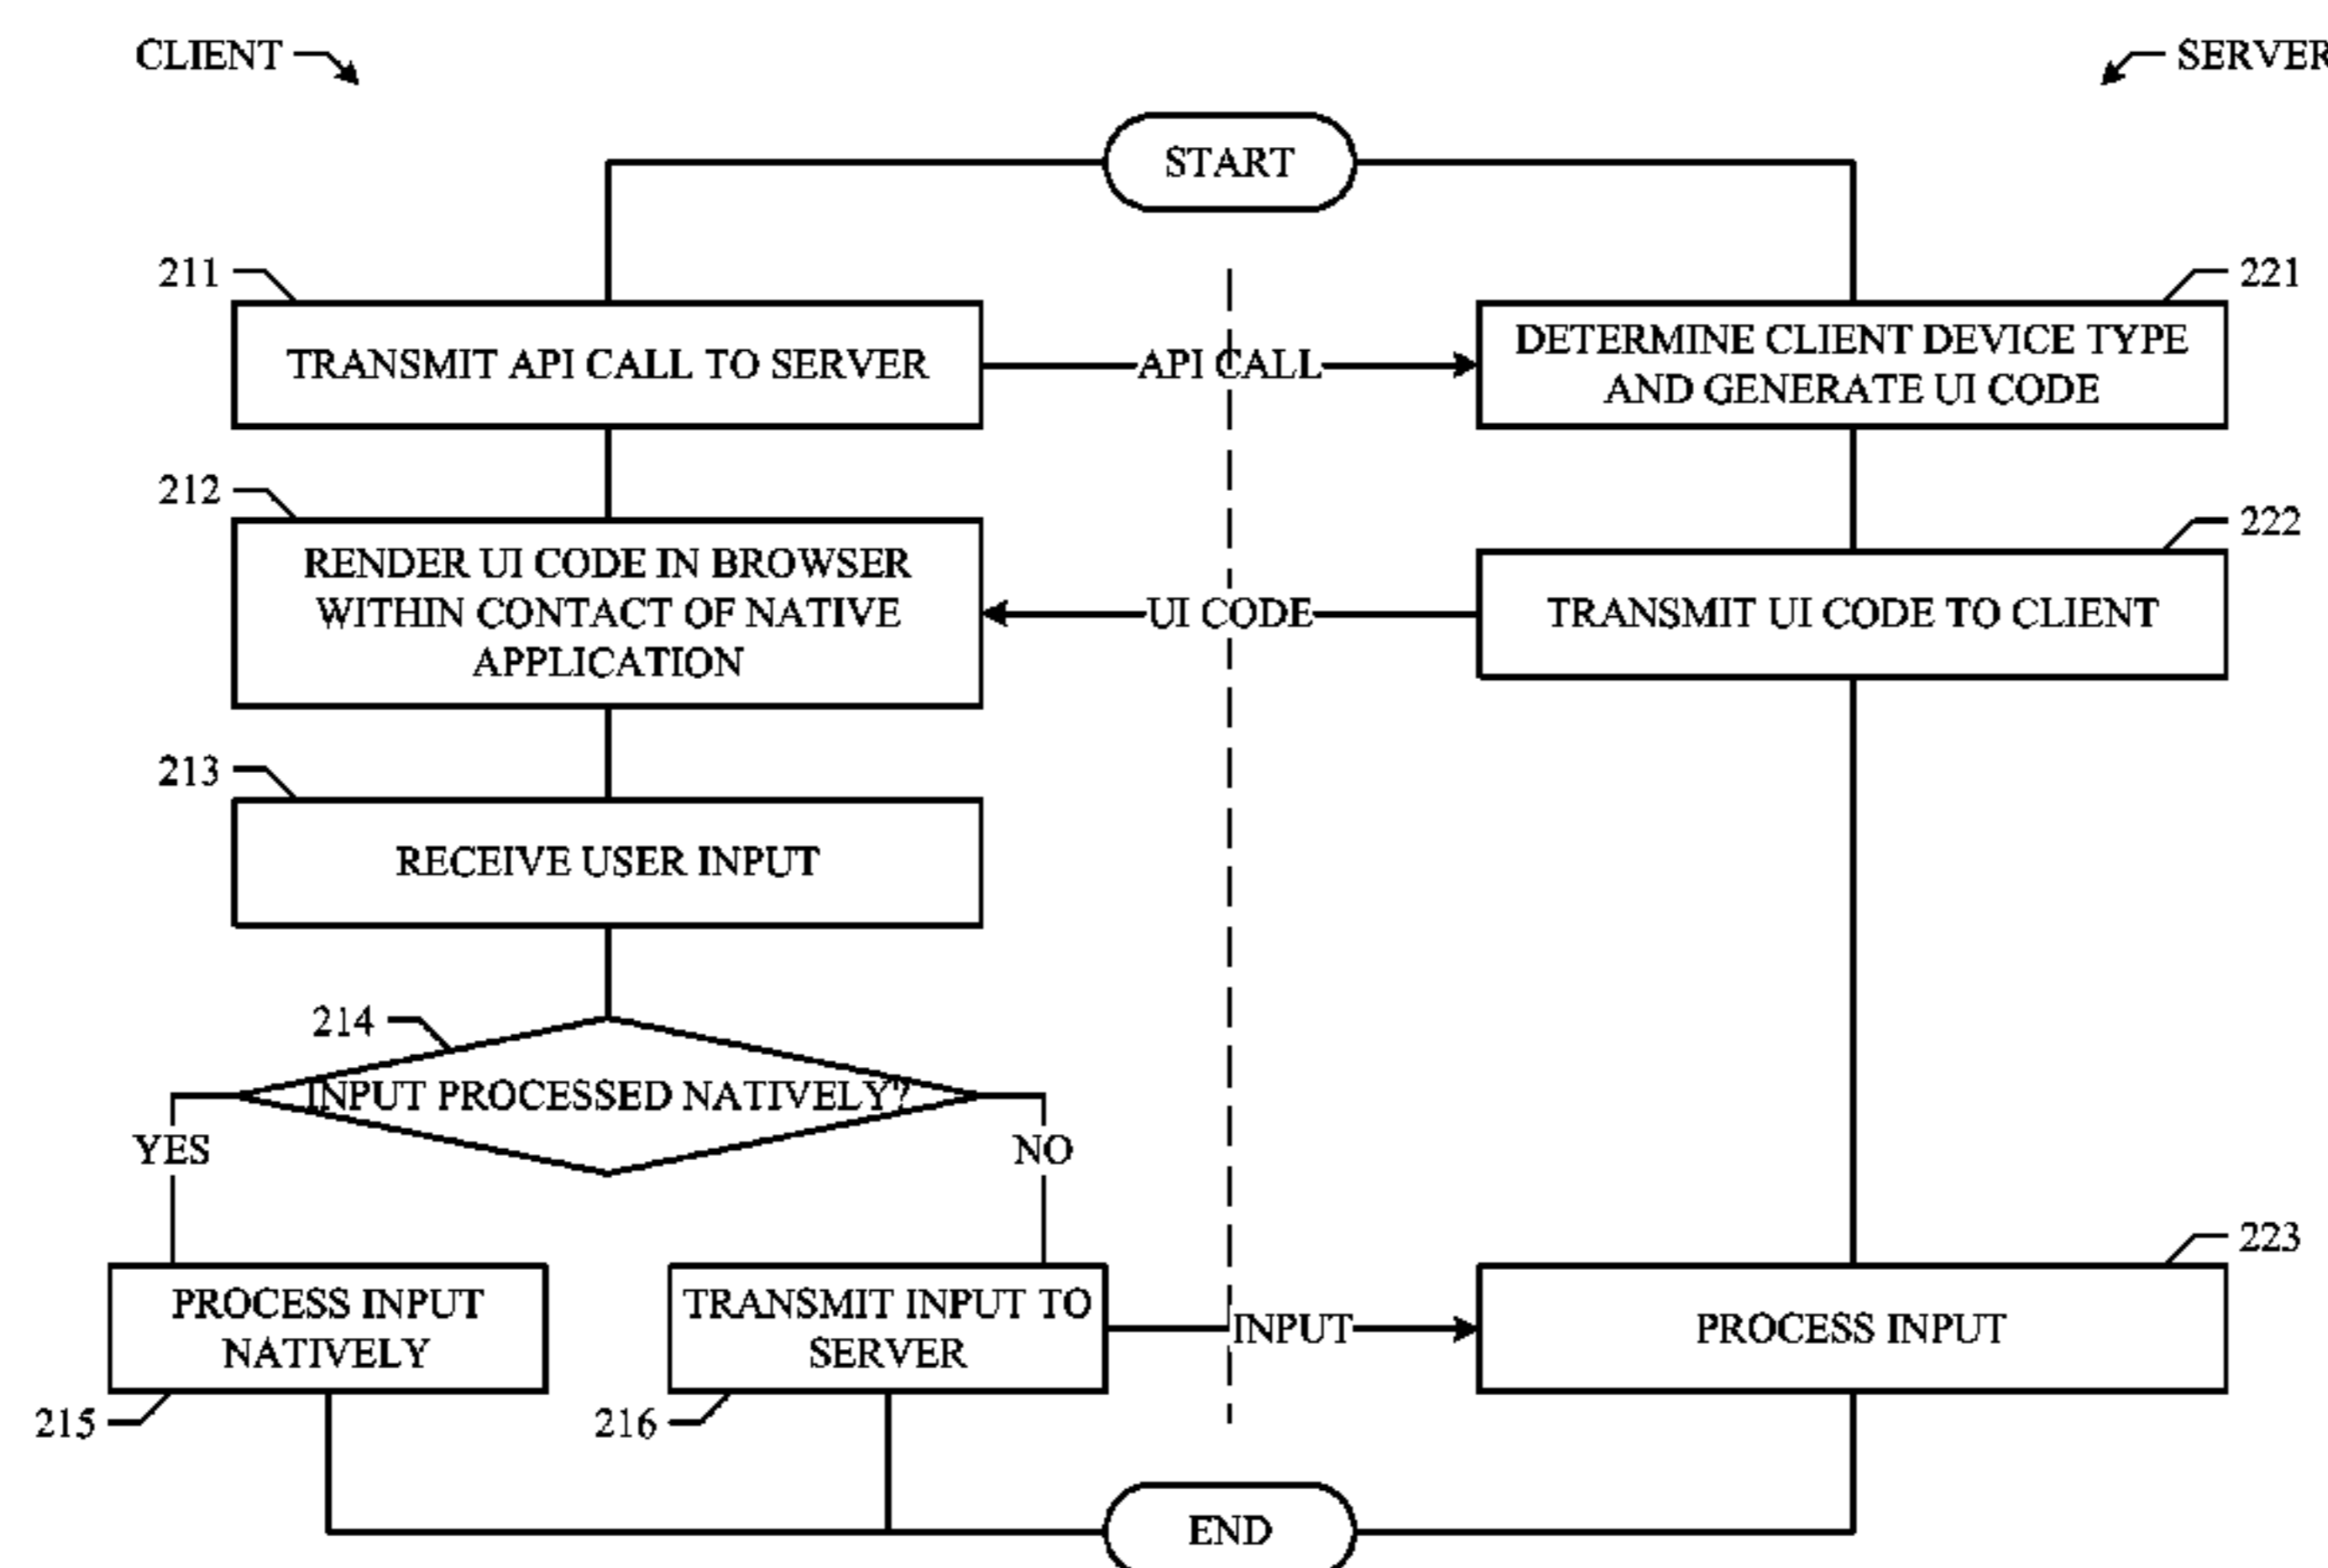 CLIENT
SERVER
START
211
221
TRANSMIT API CALL TO SERVER
API CALL
DETERMINE CLIENT DEVICE TYPE
AND GENERATE UI CODE
212
222
RENDER UI CODE IN BROWSER
WITHIN CONTACT OF NATIVE
APPLICATION
UI CODE
TRANSMIT UI CODE TO CLIENT
213
RECEIVE USER INPUT
214
INPUT PROCESSED NATIVELY?
YES
NO
223
PROCESS INPUT
NATIVELY
TRANSMIT INPUT TO
SERVER
INPUT
PROCESS INPUT
215
216
END